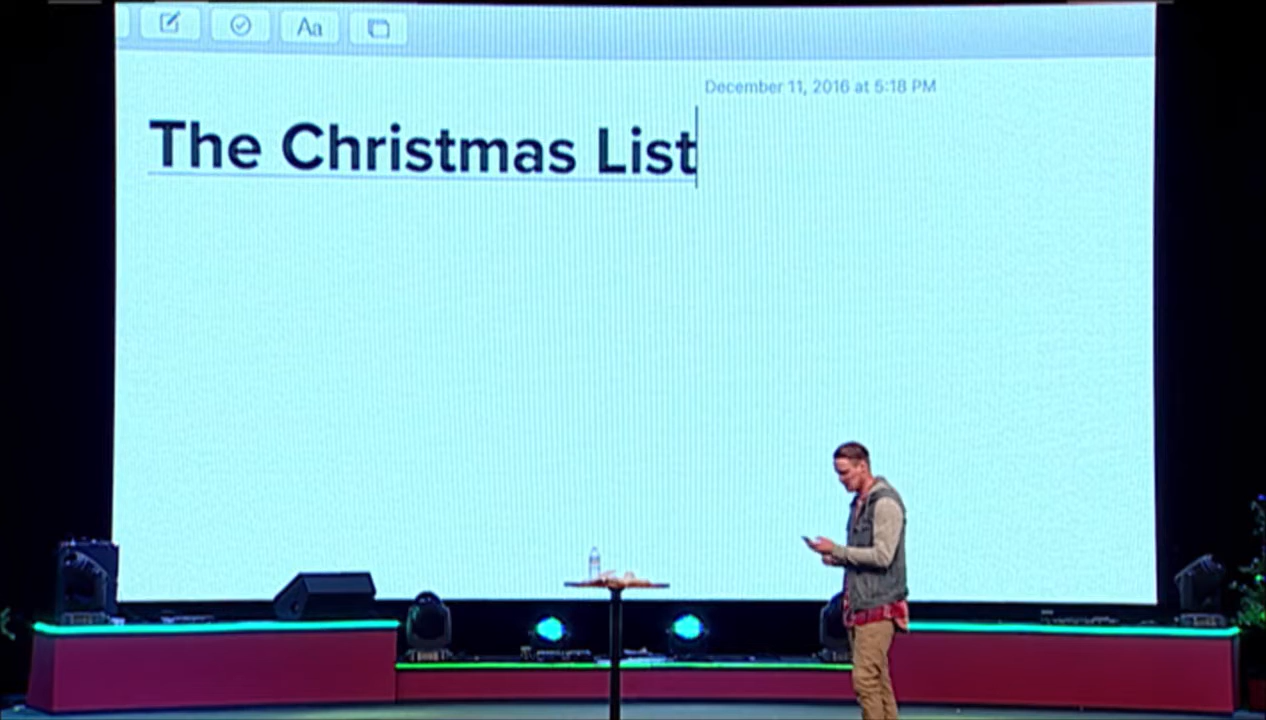 Aa
December 11, 2016 at 5:18 PM
The Christmas List